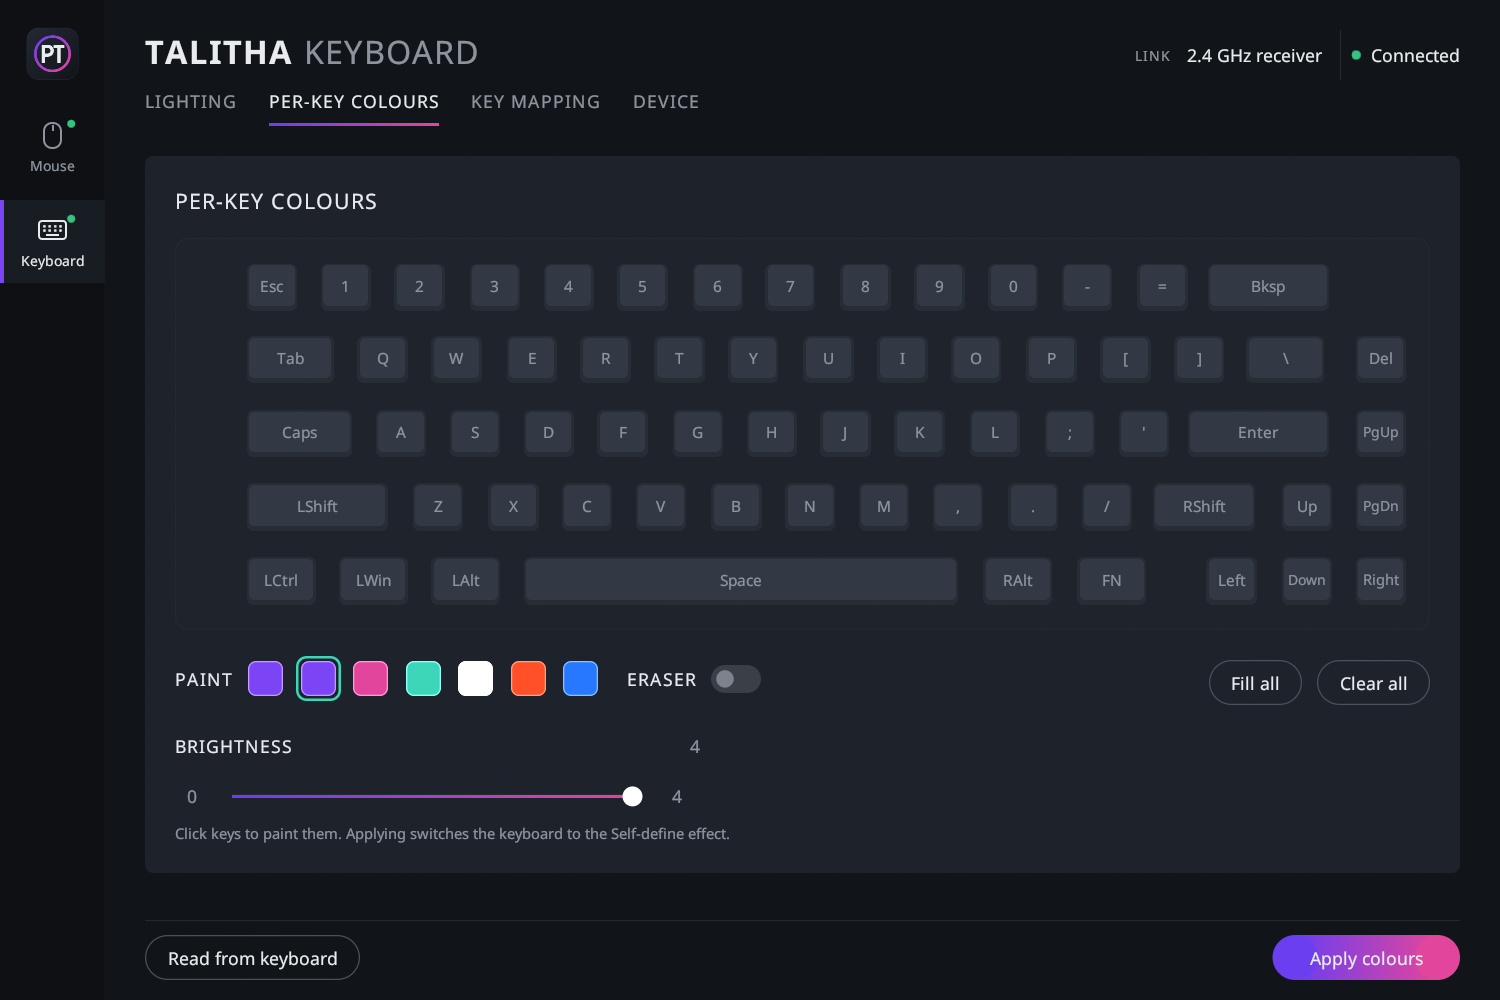 PT
TALITHA KEYBOARD
LINK 2.4 GHz receiver Connected
LIGHTING PER-KEY COLOURS KEY MAPPING DEVICE
Mouse
Keyboard
PER-KEY COLOURS
Esc 1 2 3 4 5 6 7 8 9 0 - = Bksp
Tab Q W E R T Y U I O P [ ] \ Del
Caps A S D F G H J K L ; ' Enter PgUp
LShift Z X C V B N M , . / RShift Up PgDn
LCtrl LWin LAlt Space RAlt FN Left Down Right
PAINT ERASER Fill all Clear all
BRIGHTNESS 4
0 4
Click keys to paint them. Applying switches the keyboard to the Self-define effect.
Read from keyboard Apply colours